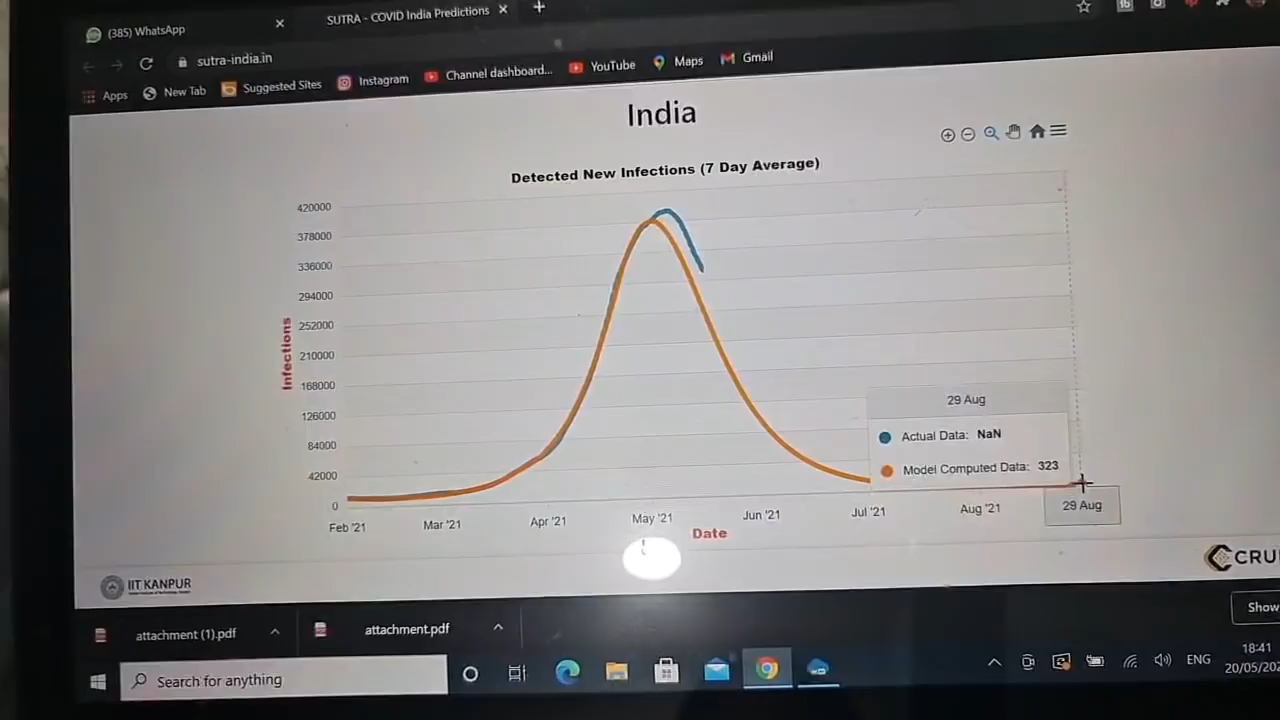 (385) WhatsApp
SUTRA - COVID India Predictions
sutra-india.in
Apps
New Tab
Suggested Sites
Instagram
Channel dashboard...
YouTube
Maps
Gmail
India
Detected New Infections (7 Day Average)
420000
378000
336000
294000
252000
210000
168000
126000
84000
42000
0
Infections
29 Aug
Actual Data: NaN
Model Computed Data: 323
Feb '21
Mar '21
Apr '21
May '21
Jun '21
Jul '21
Aug '21
29 Aug
Date
IIT KANPUR
CRU
attachment (1).pdf
attachment.pdf
Show
Search for anything
ENG
18:41
20/05/202